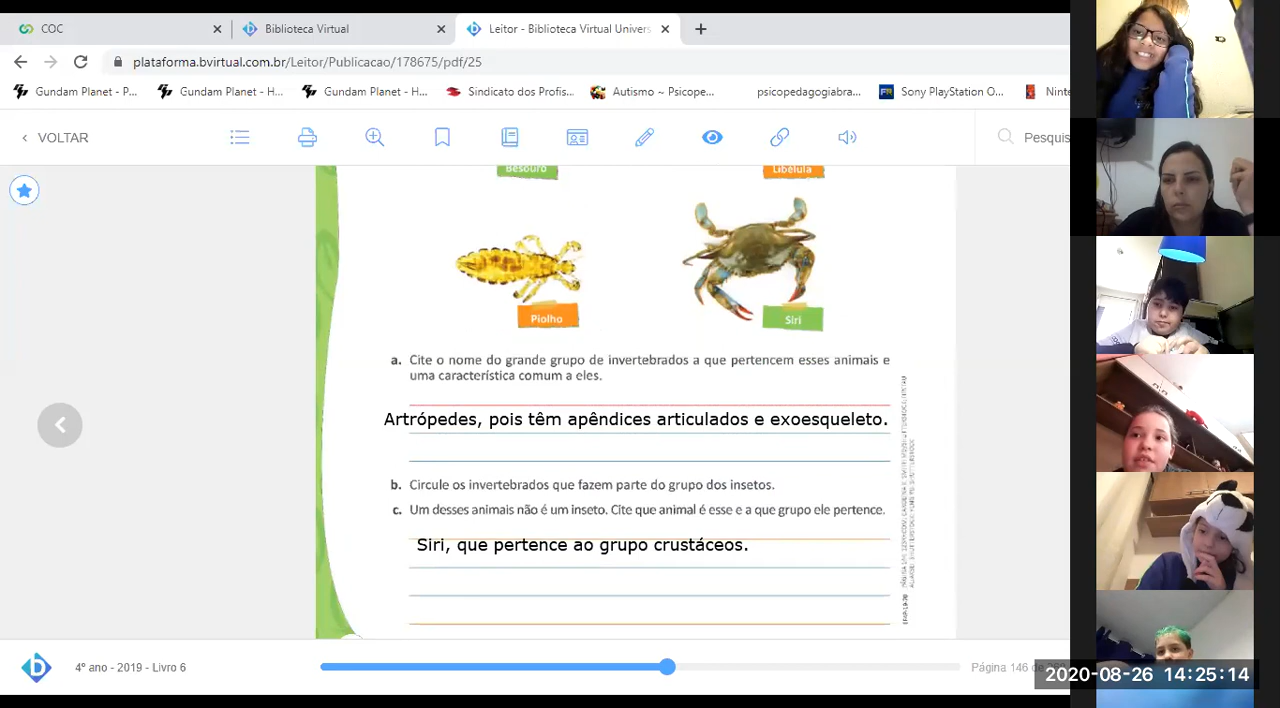 COC
Biblioteca Virtual
Leitor - Biblioteca Virtual Univers
plataforma.bvirtual.com.br/Leitor/Publicacao/178675/pdf/25
Gundam Planet - P...
Gundam Planet - H...
Gundam Planet - H...
Sindicato dos Profis...
Autismo ~ Psicope...
psicopedagogiabra...
Sony PlayStation O...
Ninte
VOLTAR
Pesquis
Besouro
Libélula
Piolho
Siri
a. Cite o nome do grande grupo de invertebrados a que pertencem esses animais e
uma característica comum a eles.
Artrópedes, pois têm apêndices articulados e exoesqueleto.
b. Circule os invertebrados que fazem parte do grupo dos insetos.
c. Um desses animais não é um inseto. Cite que animal é esse e a que grupo ele pertence.
Siri, que pertence ao grupo crustáceos.
4º ano - 2019 - Livro 6
Página 146 de
2020-08-26 14:25:14